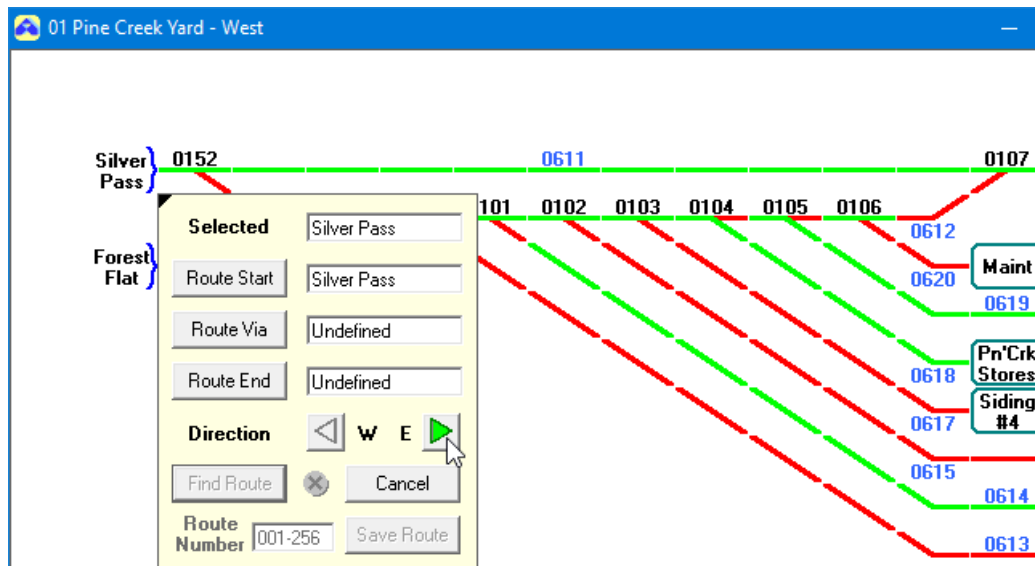 01 Pine Creek Yard - West
Silver
Pass
0152
0611
0107
101
0102
0103
0104
0105
0106
0612
Forest
Flat
Selected
Silver Pass
Route Start
Silver Pass
Route Via
Undefined
Route End
Undefined
Direction
W E
Find Route
Cancel
Route
Number
001-256
Save Route
0620
Maint
0619
0618
Pn'Crk
Stores
0617
Siding
#4
0615
0614
0613